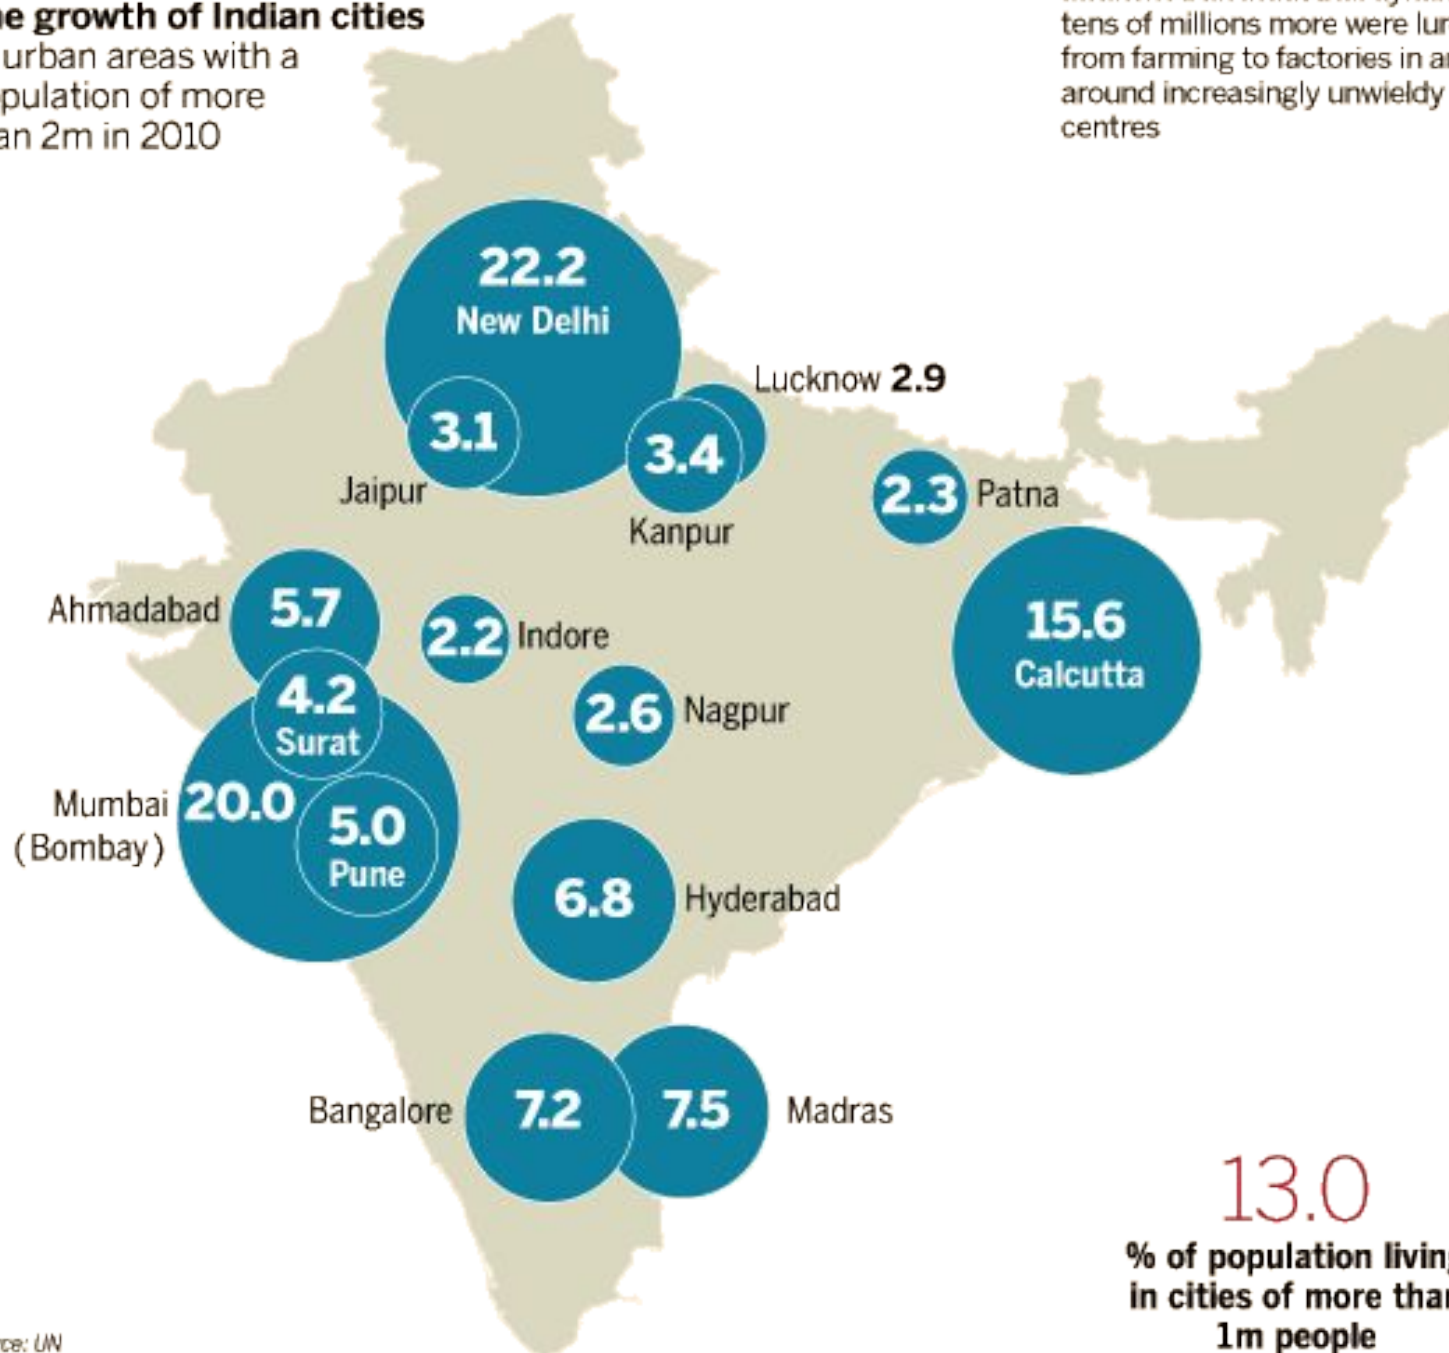 e growth of Indian cities
urban areas with a
pulation of more
an 2m in 2010
tens of millions more were lur
from farming to factories in a
around increasingly unwieldy
centres
22.2
New Delhi
Lucknow 2.9
3.1
3.4
Jaipur
2.3 Patna
Kanpur
Ahmadabad 5.7
2.2 Indore
15.6
Calcutta
4.2
Surat
2.6 Nagpur
Mumbai 20.0
(Bombay)
5.0
Pune
6.8 Hyderabad
Bangalore 7.2
7.5 Madras
13.0
% of population living
in cities of more than
1m people
ce: UN